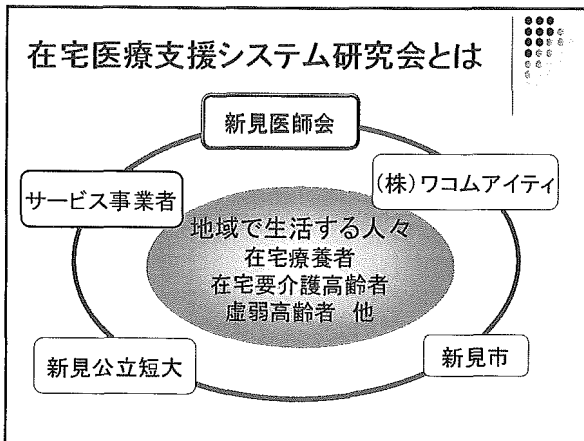 在宅医療支援システム研究会とは
新見医師会
サービス事業者
(株)ワコムアイティ
地域で生活する人々
在宅療養者
在宅要介護高齢者
虚弱高齢者 他
新見公立短大
新見市